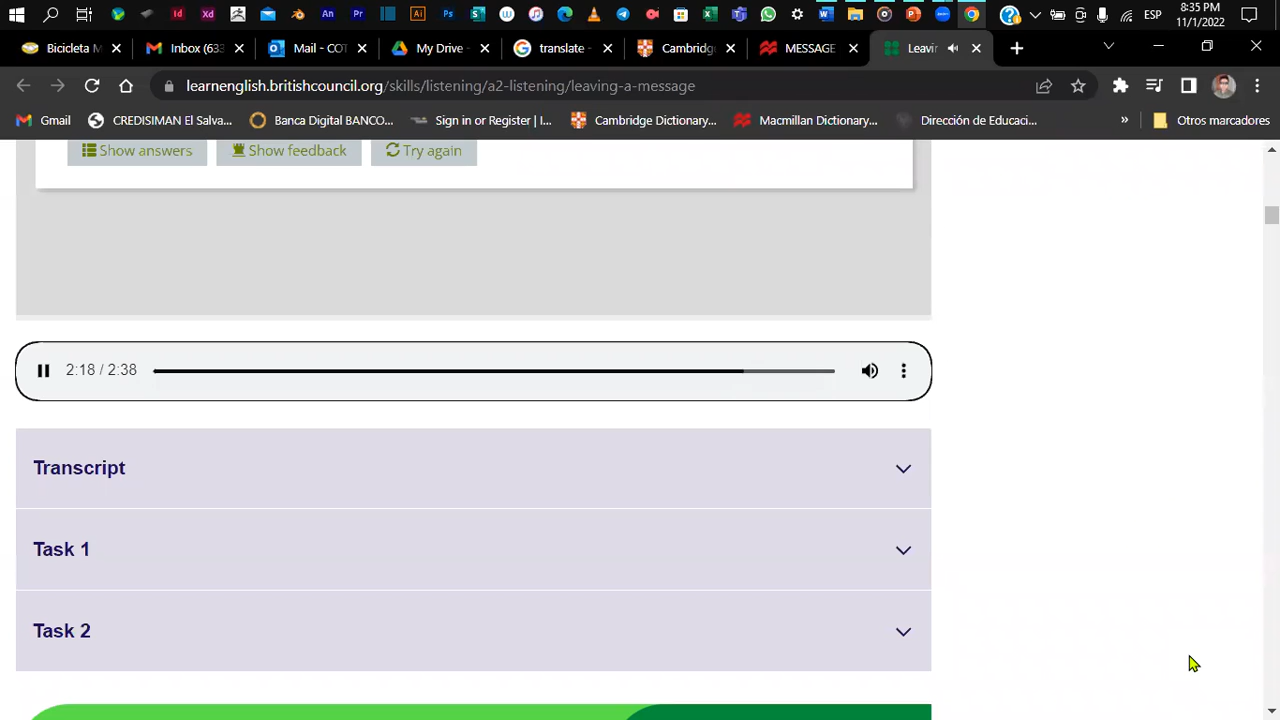 8:35 PM
ESP
11/1/2022
Bicicleta M
Inbox (633
Mail - COT
My Drive -
translate -
Cambridg
MESSAGE
Leavin
learnenglish.britishcouncil.org/skills/listening/a2-listening/leaving-a-message
Gmail
CREDISIMAN El Salva...
Banca Digital BANCO...
Sign in or Register | I...
Cambridge Dictionary...
Macmillan Dictionary...
Dirección de Educaci...
»
Otros marcadores
Show answers
Show feedback
Try again
2:18 / 2:38
Transcript
Task 1
Task 2